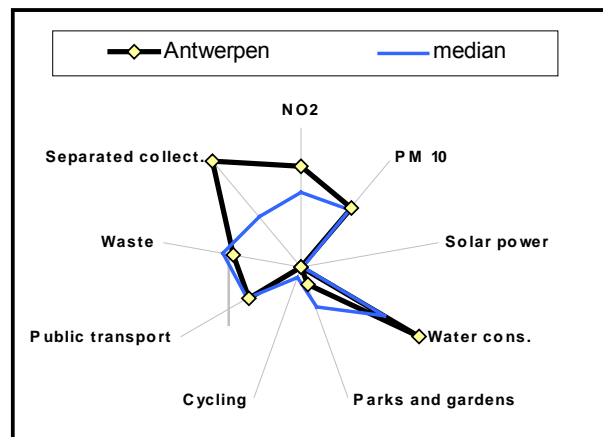 Antwerpen median
NO2
Separated collect. PM 10
Waste Solar power
Public transport Water cons.
Cycling Parks and gardens